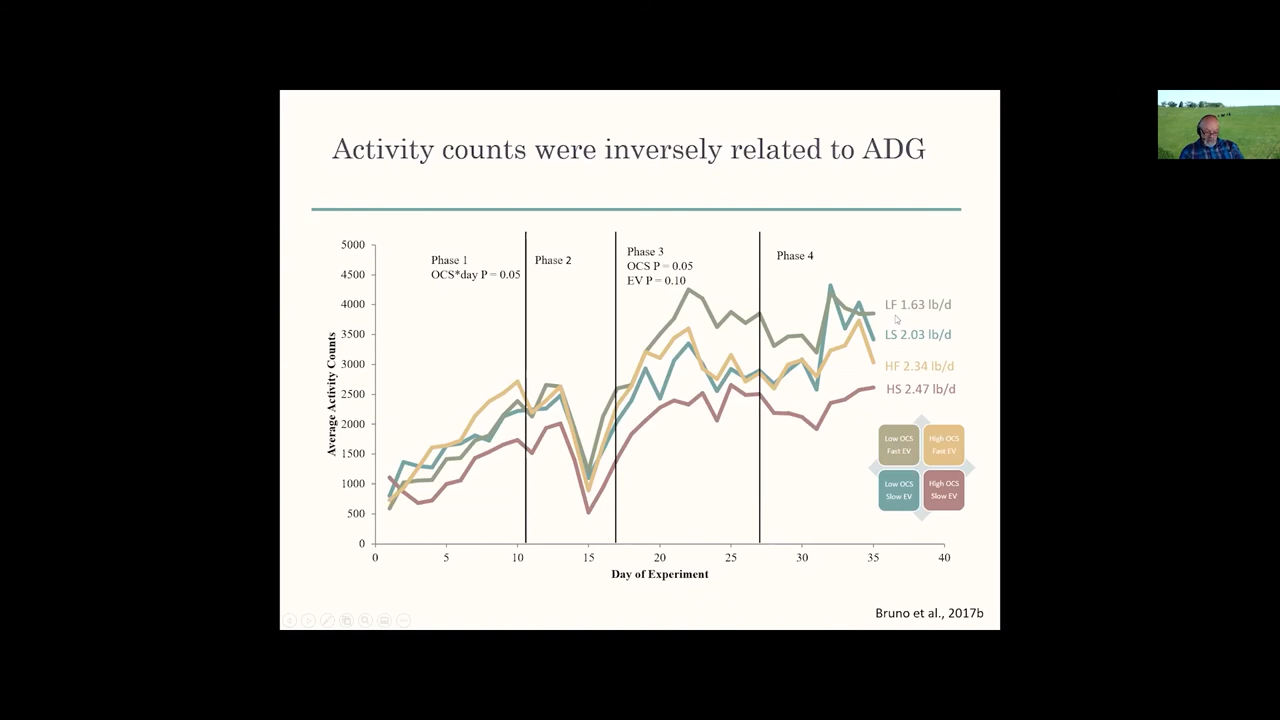 Activity counts were inversely related to ADG
5000
4500
4000
3500
3000
2500
2000
1500
1000
500
0
Average Activity Counts
Phase 1
OCS*day P = 0.05
Phase 2
Phase 3
OCS P = 0.05
EV P = 0.10
Phase 4
LF 1.63 lb/d
LS 2.03 lb/d
HF 2.34 lb/d
HS 2.47 lb/d
Low OCS
Fast EV
High OCS
Fast EV
Low OCS
Slow EV
High OCS
Slow EV
0
5
10
15
20
25
30
35
40
Day of Experiment
Bruno et al., 2017b